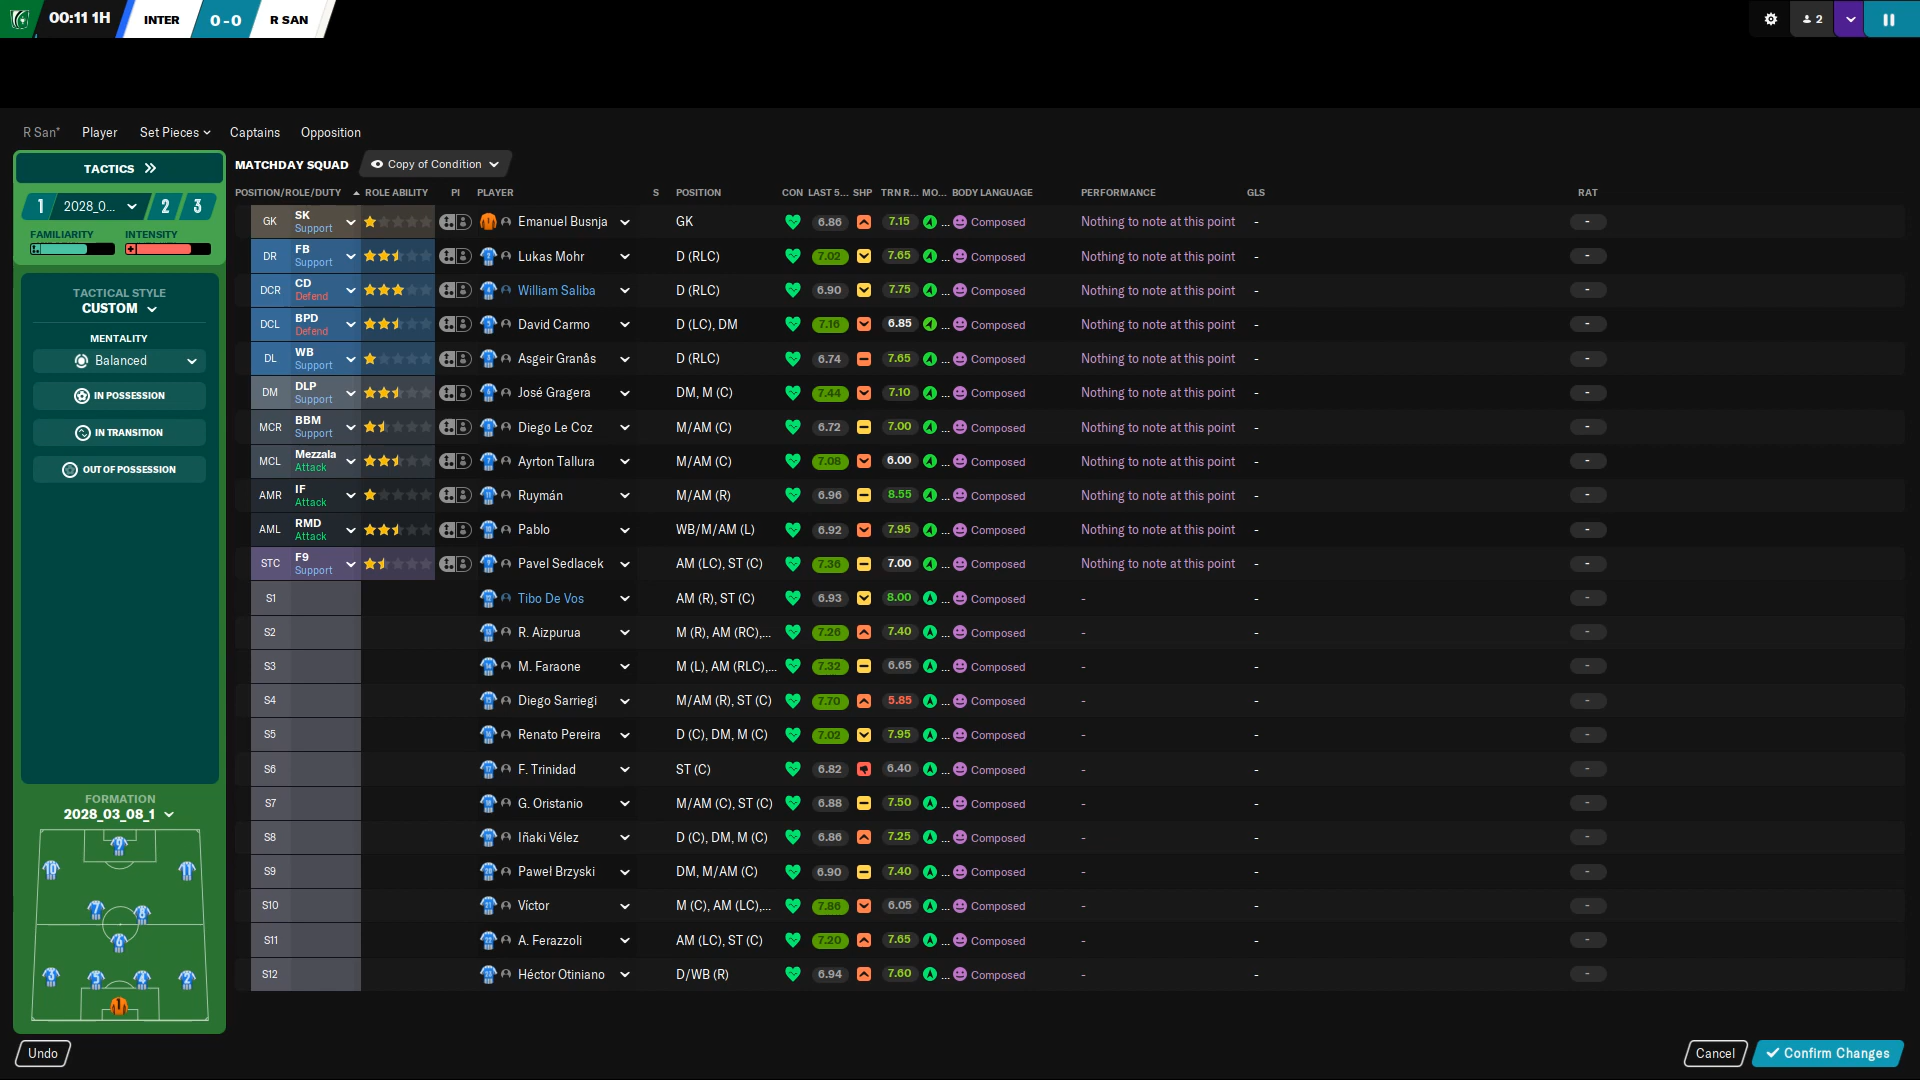 00:11 1H INTER 0 - 0 R SAN 2
R San* Player Set Pieces Captains Opposition
TACTICS
1 2028_0... 2 3
FAMILIARITY INTENSITY
TACTICAL STYLE
CUSTOM
MENTALITY
Balanced
IN POSSESSION
IN TRANSITION
OUT OF POSSESSION
FORMATION
2028_03_08_1
9
10 11
7 8
6
3 5 4 2
1
MATCHDAY SQUAD Copy of Condition
POSITION/ROLE/DUTY ROLE ABILITY PI PLAYER S POSITION CON LAST 5... SHP TRN R... MO... BODY LANGUAGE PERFORMANCE GLS RAT
GK SK Support Emanuel Busnja GK 6.86 7.15 ... Composed Nothing to note at this point - -
DR FB Support Lukas Mohr D (RLC) 7.02 7.65 ... Composed Nothing to note at this point - -
DCR CD Defend William Saliba D (RLC) 6.90 7.75 ... Composed Nothing to note at this point - -
DCL BPD Defend David Carmo D (LC), DM 7.16 6.85 ... Composed Nothing to note at this point - -
DL WB Support Asgeir Granås D (RLC) 6.74 7.65 ... Composed Nothing to note at this point - -
DM DLP Support José Gragera DM, M (C) 7.44 7.10 ... Composed Nothing to note at this point - -
MCR BBM Support Diego Le Coz M/AM (C) 6.72 7.00 ... Composed Nothing to note at this point - -
MCL Mezzala Attack Ayrton Tallura M/AM (C) 7.08 6.00 ... Composed Nothing to note at this point - -
AMR IF Attack Ruymán M/AM (R) 6.96 8.55 ... Composed Nothing to note at this point - -
AML RMD Attack Pablo WB/M/AM (L) 6.92 7.95 ... Composed Nothing to note at this point - -
STC F9 Support Pavel Sedlacek AM (LC), ST (C) 7.36 7.00 ... Composed Nothing to note at this point - -
S1 Tibo De Vos AM (R), ST (C) 6.93 8.00 ... Composed - - -
S2 R. Aizpurua M (R), AM (RC),... 7.26 7.40 ... Composed - - -
S3 M. Faraone M (L), AM (RLC),... 7.32 6.65 ... Composed - - -
S4 Diego Sarriegi M/AM (R), ST (C) 7.70 5.85 ... Composed - - -
S5 Renato Pereira D (C), DM, M (C) 7.02 7.95 ... Composed - - -
S6 F. Trinidad ST (C) 6.82 6.40 ... Composed - - -
S7 G. Oristanio M/AM (C), ST (C) 6.88 7.50 ... Composed - - -
S8 Iñaki Vélez D (C), DM, M (C) 6.86 7.25 ... Composed - - -
S9 Paweł Brzyski DM, M/AM (C) 6.90 7.40 ... Composed - - -
S10 Víctor M (C), AM (LC),... 7.86 6.05 ... Composed - - -
S11 A. Ferazzoli AM (LC), ST (C) 7.20 7.65 ... Composed - - -
S12 Héctor Otiniano D/WB (R) 6.94 7.60 ... Composed - - -
Undo Cancel Confirm Changes